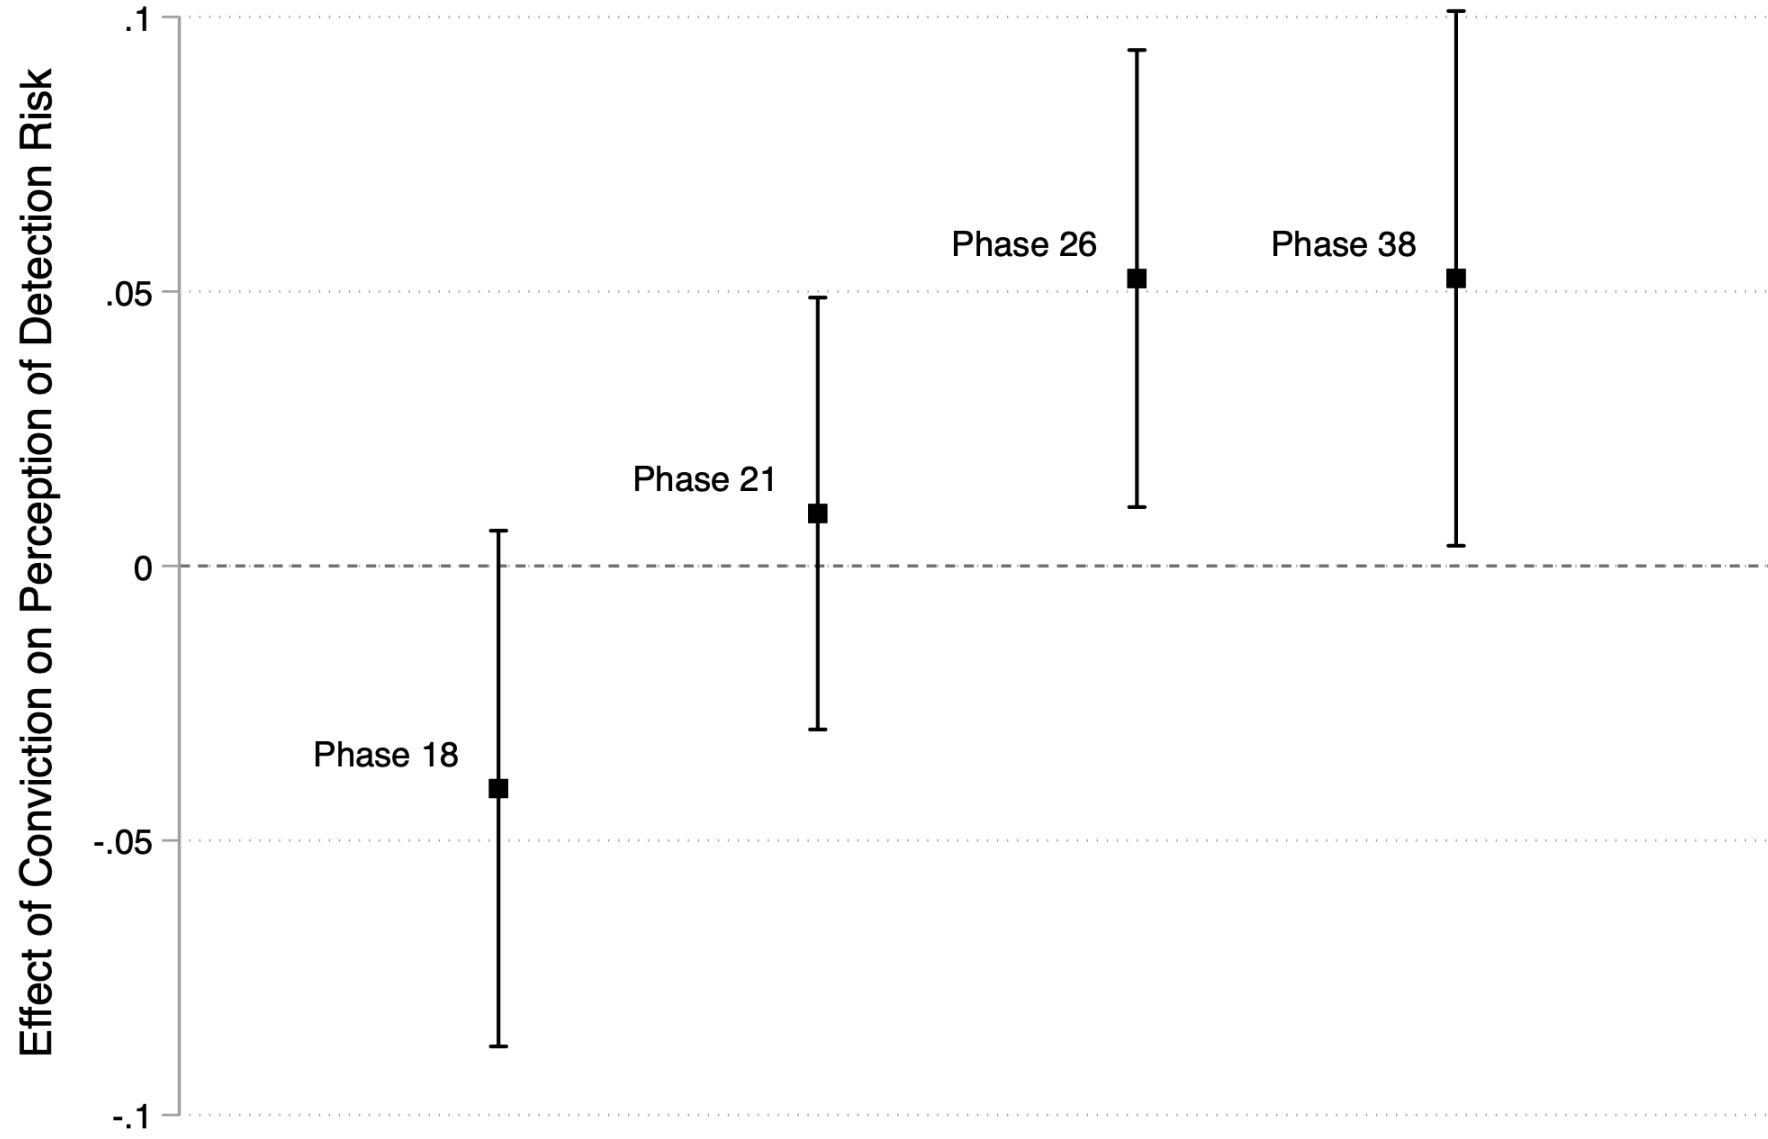 Effect of Conviction on Perception of Detection Risk
.1
.05
0
-.05
-.1
Phase 18
Phase 21
Phase 26
Phase 38